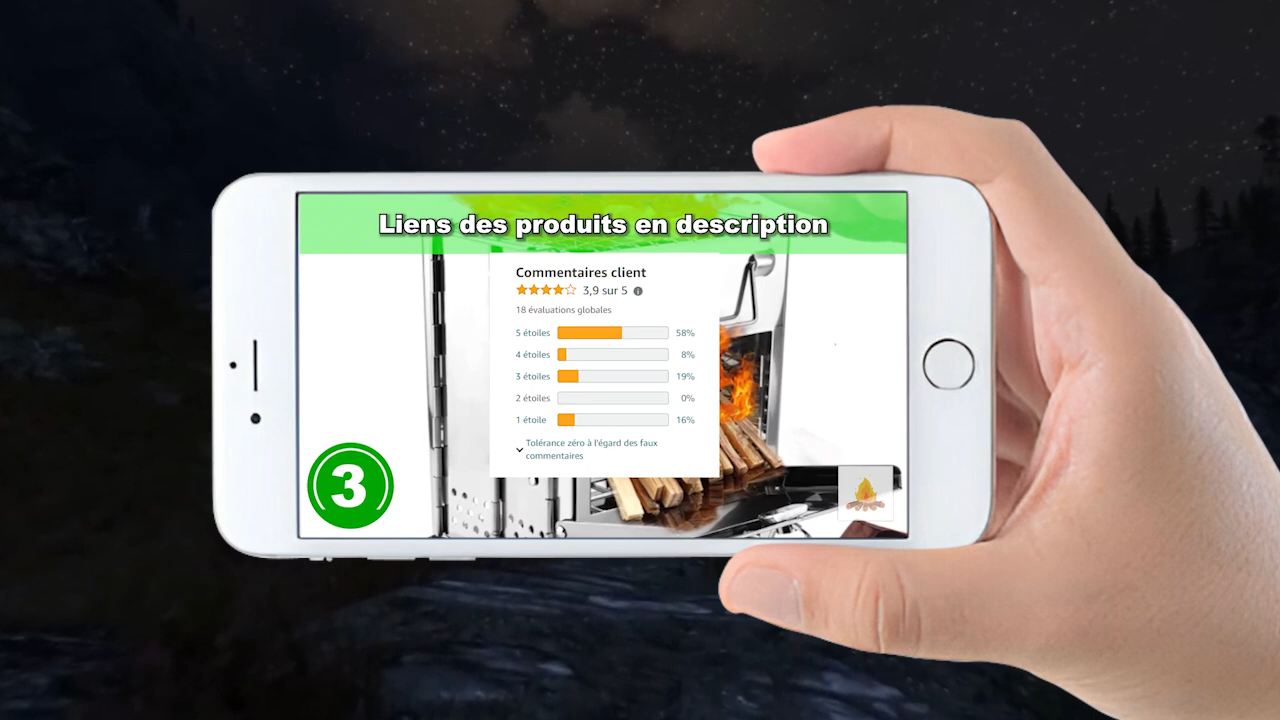 Liens des produits en description
Commentaires client
3,9 sur 5
18 évaluations globales
5 étoiles 58%
4 étoiles 8%
3 étoiles 19%
2 étoiles 0%
1 étoile 16%
Tolérance zéro à l'égard des faux
commentaires
3